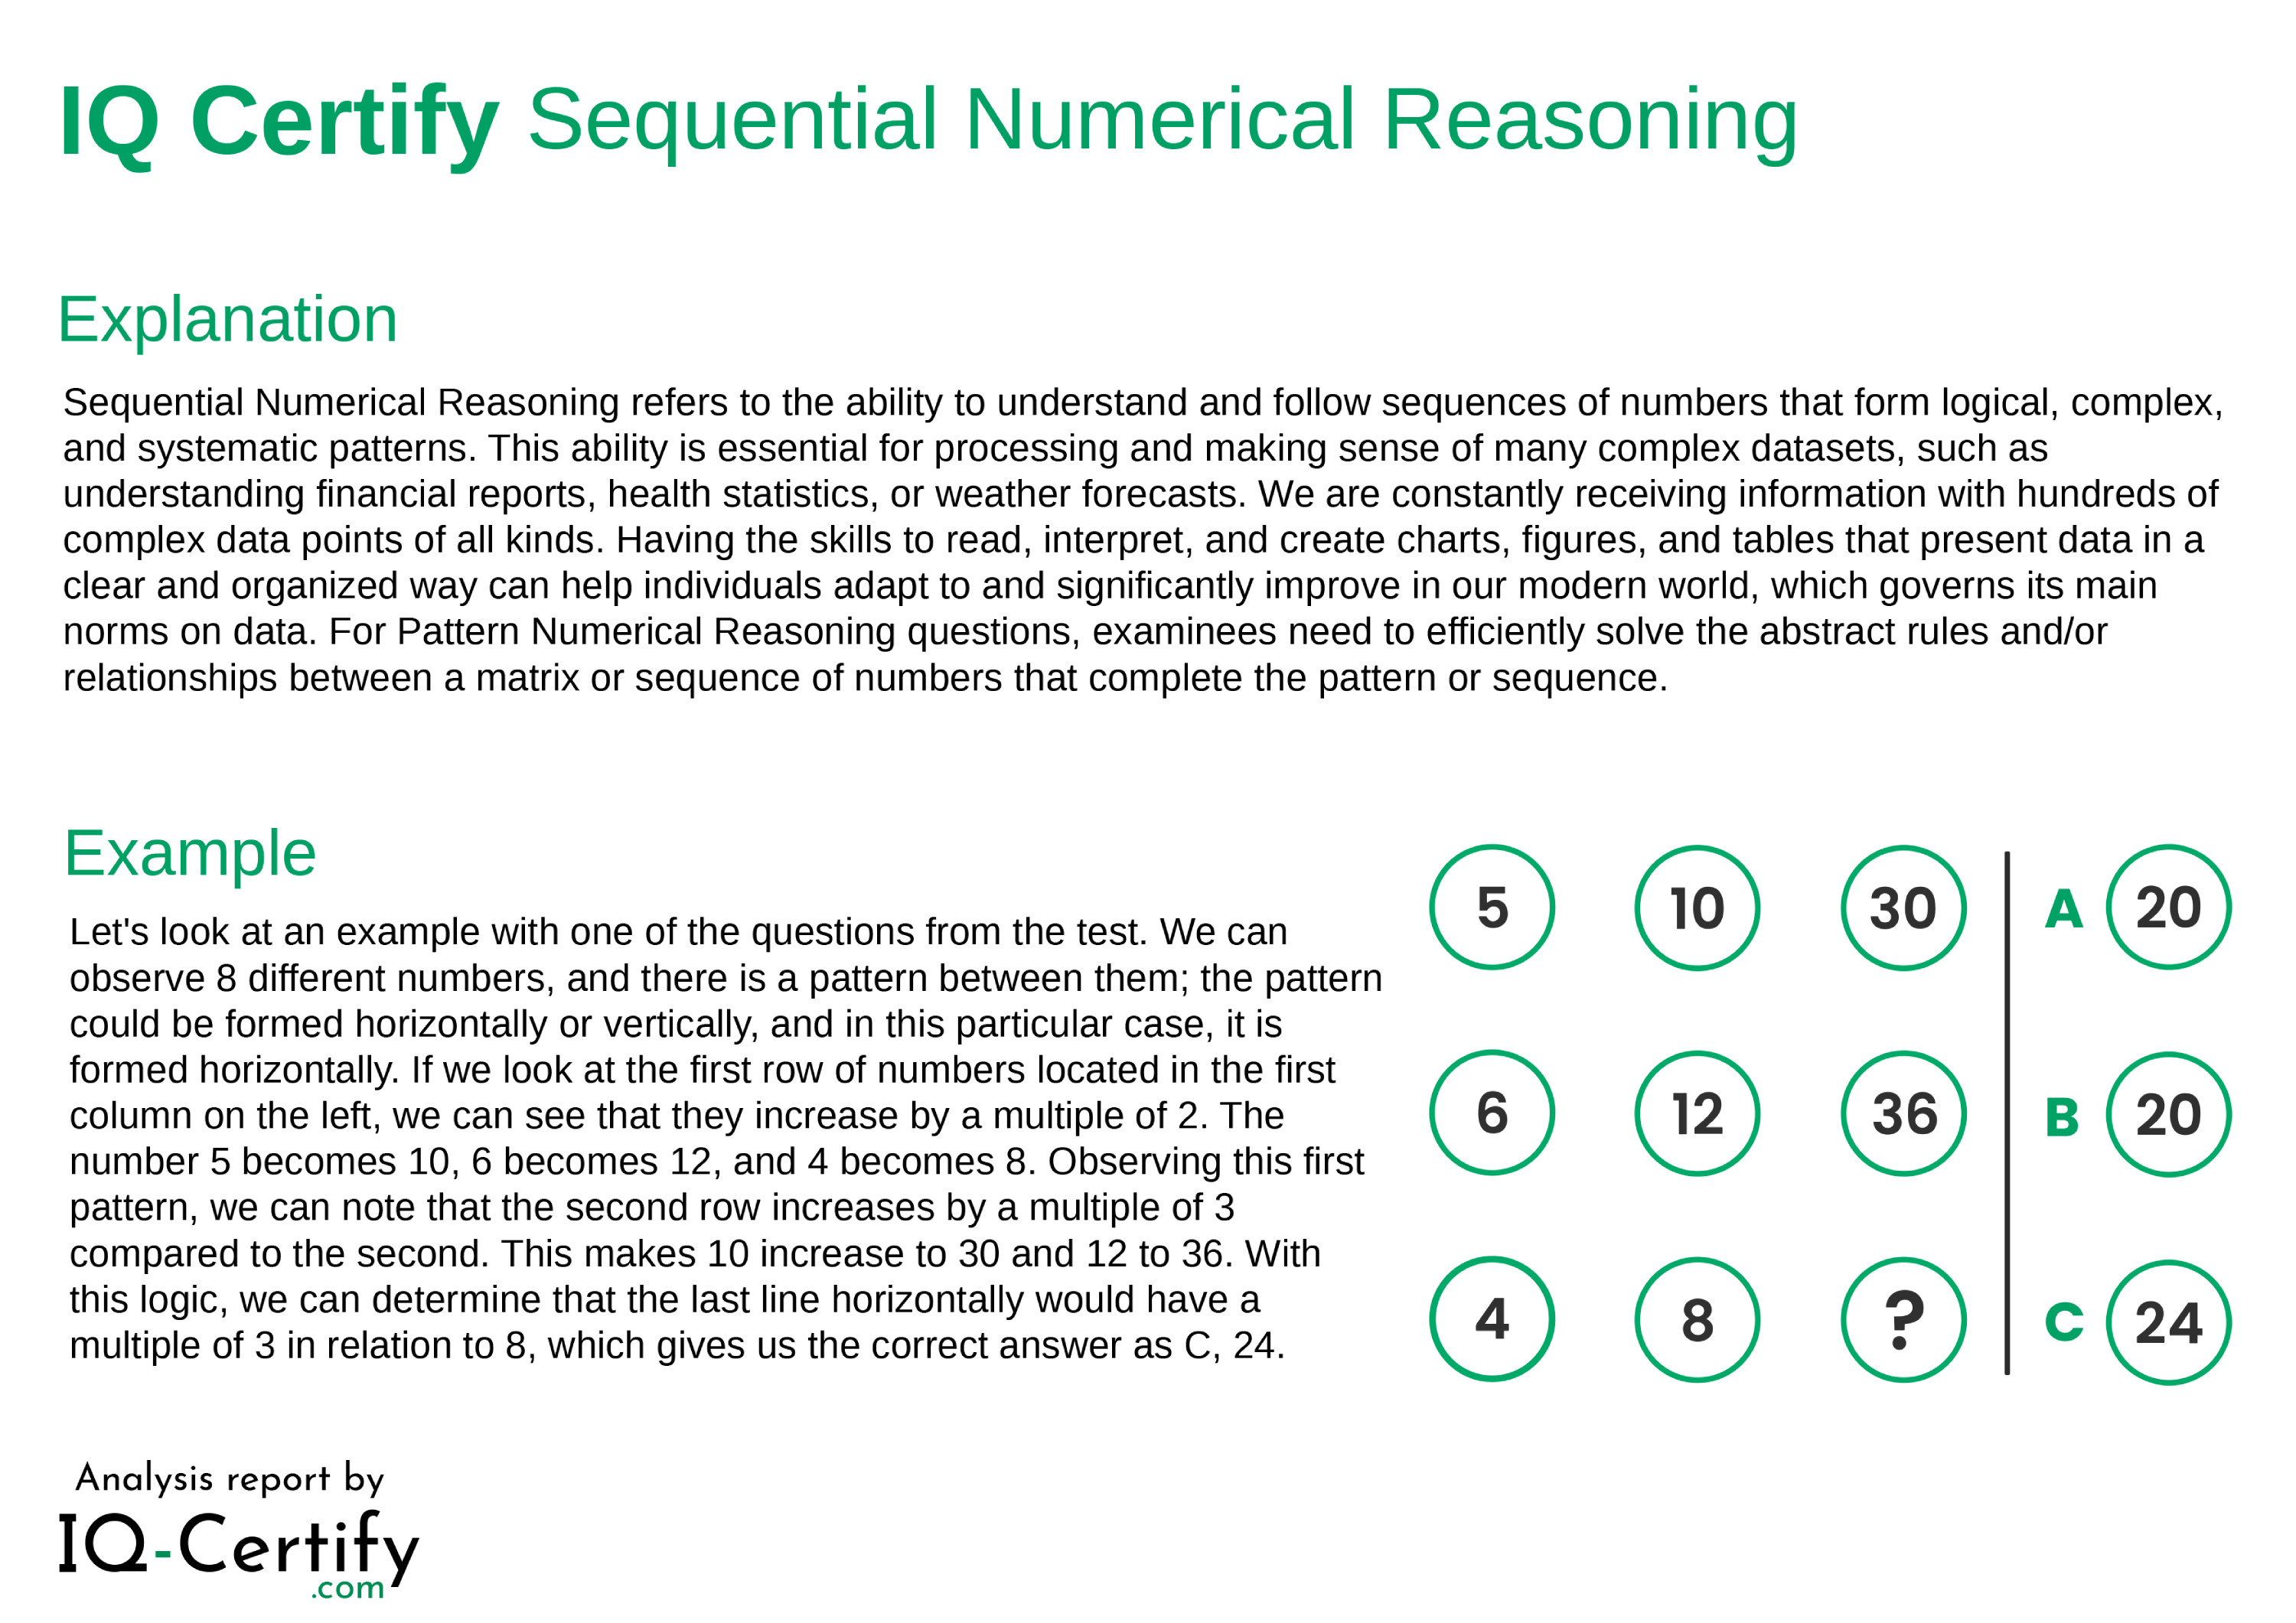 IQ Certify Sequential Numerical Reasoning
Explanation
Sequential Numerical Reasoning refers to the ability to understand and follow sequences of numbers that form logical, complex,
and systematic patterns. This ability is essential for processing and making sense of many complex datasets, such as
understanding financial reports, health statistics, or weather forecasts. We are constantly receiving information with hundreds of
complex data points of all kinds. Having the skills to read, interpret, and create charts, figures, and tables that present data in a
clear and organized way can help individuals adapt to and significantly improve in our modern world, which governs its main
norms on data. For Pattern Numerical Reasoning questions, examinees need to efficiently solve the abstract rules and/or
relationships between a matrix or sequence of numbers that complete the pattern or sequence.
Example
Let's look at an example with one of the questions from the test. We can
observe 8 different numbers, and there is a pattern between them; the pattern
could be formed horizontally or vertically, and in this particular case, it is
formed horizontally. If we look at the first row of numbers located in the first
column on the left, we can see that they increase by a multiple of 2. The
number 5 becomes 10, 6 becomes 12, and 4 becomes 8. Observing this first
pattern, we can note that the second row increases by a multiple of 3
compared to the second. This makes 10 increase to 30 and 12 to 36. With
this logic, we can determine that the last line horizontally would have a
multiple of 3 in relation to 8, which gives us the correct answer as C, 24.
5 10 30 A 20
6 12 36 B 20
4 8 ? C 24
Analysis report by
IQ-Certify
.com